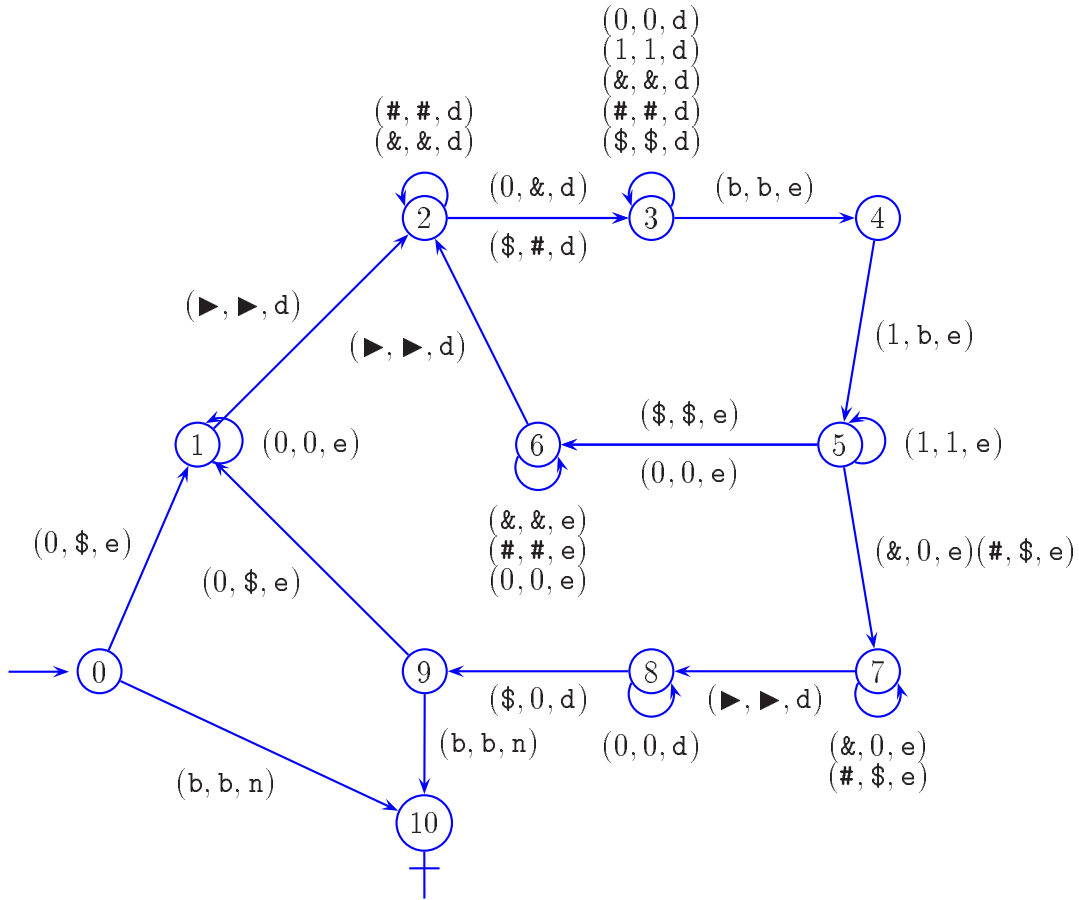 (0, 0, d)
(1, 1, d)
(&, &, d)
(#, #, d)
($, $, d)
(#, #, d)
(&, &, d)
2
(0, &, d)
($, #, d)
3
(b, b, e)
4
(▶, ▶, d)
(▶, ▶, d)
(1, b, e)
1
(0, 0, e)
6
($, $, e)
(0, 0, e)
5
(1, 1, e)
(&, &, e)
(#, #, e)
(0, 0, e)
(0, $, e)
(0, $, e)
(&, 0, e)(#, $, e)
0
9
($, 0, d)
8
(▶, ▶, d)
7
(b, b, n)
(b, b, n)
(0, 0, d)
(&, 0, e)
(#, $, e)
10